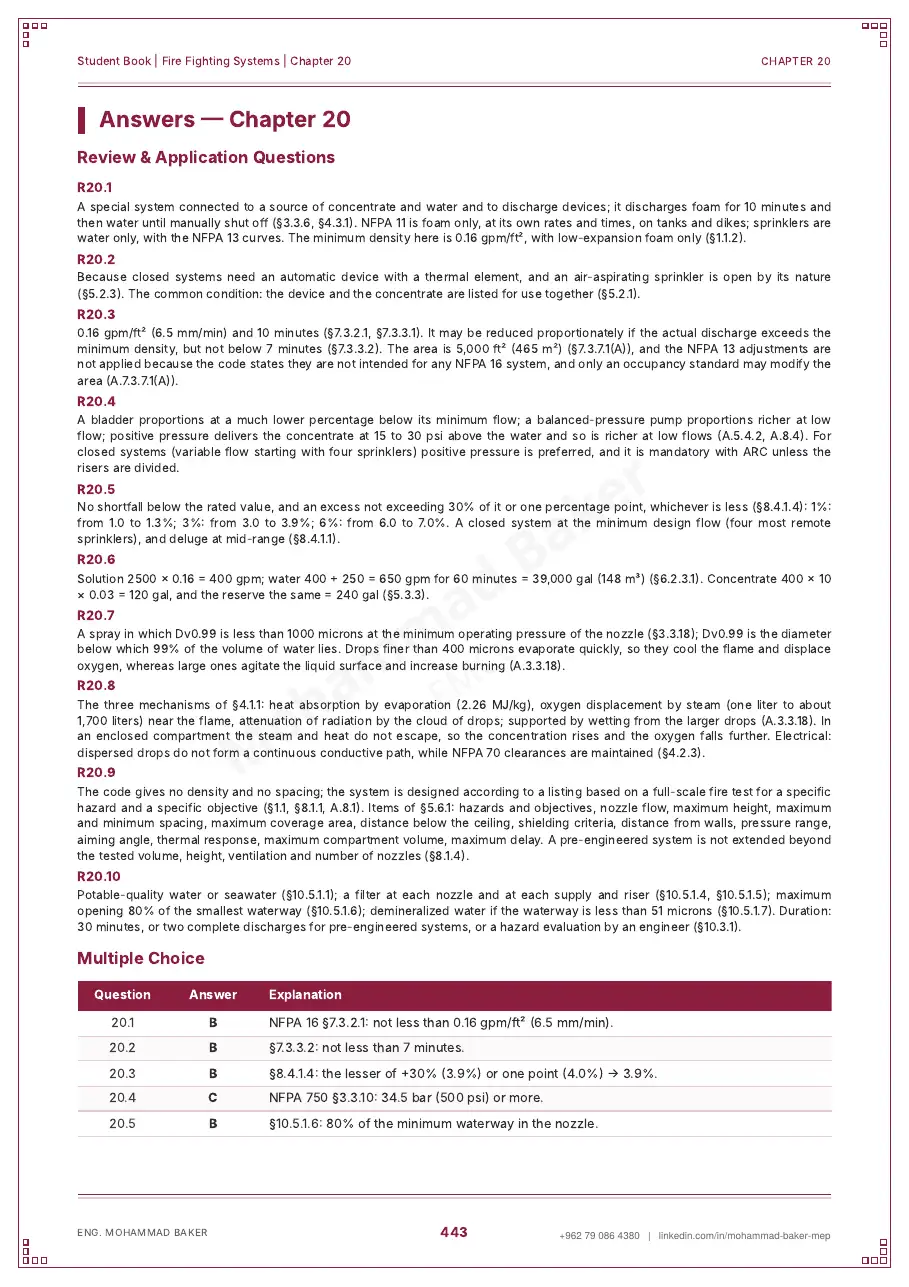 Student Book | Fire Fighting Systems | Chapter 20
CHAPTER 20
Answers — Chapter 20
Review & Application Questions
R20.1
A special system connected to a source of concentrate and water and to discharge devices; it discharges foam for 10 minutes and
then water until manually shut off (§3.3.6, §4.3.1). NFPA 11 is foam only, at its own rates and times, on tanks and dikes; sprinklers are
water only, with the NFPA 13 curves. The minimum density here is 0.16 gpm/ft², with low-expansion foam only (§1.1.2).
R20.2
Because closed systems need an automatic device with a thermal element, and an air-aspirating sprinkler is open by its nature
(§5.2.3). The common condition: the device and the concentrate are listed for use together (§5.2.1).
R20.3
0.16 gpm/ft² (6.5 mm/min) and 10 minutes (§7.3.2.1, §7.3.3.1). It may be reduced proportionately if the actual discharge exceeds the
minimum density, but not below 7 minutes (§7.3.3.2). The area is 5,000 ft² (465 m²) (§7.3.7.1(A)), and the NFPA 13 adjustments are
not applied because the code states they are not intended for any NFPA 16 system, and only an occupancy standard may modify the
area (A.7.3.7.1(A)).
R20.4
A bladder proportions at a much lower percentage below its minimum flow; a balanced-pressure pump proportions richer at low
flow; positive pressure delivers the concentrate at 15 to 30 psi above the water and so is richer at low flows (A.5.4.2, A.8.4). For
closed systems (variable flow starting with four sprinklers) positive pressure is preferred, and it is mandatory with ARC unless the
risers are divided.
R20.5
No shortfall below the rated value, and an excess not exceeding 30% of it or one percentage point, whichever is less (§8.4.1.4): 1%:
from 1.0 to 1.3%; 3%: from 3.0 to 3.9%; 6%: from 6.0 to 7.0%. A closed system at the minimum design flow (four most remote
sprinklers), and deluge at mid-range (§8.4.1.1).
R20.6
Solution 2500 × 0.16 = 400 gpm; water 400 + 250 = 650 gpm for 60 minutes = 39,000 gal (148 m³) (§6.2.3.1). Concentrate 400 × 10
× 0.03 = 120 gal, and the reserve the same = 240 gal (§5.3.3).
R20.7
A spray in which Dv0.99 is less than 1000 microns at the minimum operating pressure of the nozzle (§3.3.18); Dv0.99 is the diameter
below which 99% of the volume of water lies. Drops finer than 400 microns evaporate quickly, so they cool the flame and displace
oxygen, whereas large ones agitate the liquid surface and increase burning (A.3.3.18).
R20.8
The three mechanisms of §4.1.1: heat absorption by evaporation (2.26 MJ/kg), oxygen displacement by steam (one liter to about
1,700 liters) near the flame, attenuation of radiation by the cloud of drops; supported by wetting from the larger drops (A.3.3.18). In
an enclosed compartment the steam and heat do not escape, so the concentration rises and the oxygen falls further. Electrical:
dispersed drops do not form a continuous conductive path, while NFPA 70 clearances are maintained (§4.2.3).
R20.9
The code gives no density and no spacing; the system is designed according to a listing based on a full-scale fire test for a specific
hazard and a specific objective (§1.1, §8.1.1, A.8.1). Items of §5.6.1: hazards and objectives, nozzle flow, maximum height, maximum
and minimum spacing, maximum coverage area, distance below the ceiling, shielding criteria, distance from walls, pressure range,
aiming angle, thermal response, maximum compartment volume, maximum delay. A pre-engineered system is not extended beyond
the tested volume, height, ventilation and number of nozzles (§8.1.4).
R20.10
Potable-quality water or seawater (§10.5.1.1); a filter at each nozzle and at each supply and riser (§10.5.1.4, §10.5.1.5); maximum
opening 80% of the smallest waterway (§10.5.1.6); demineralized water if the waterway is less than 51 microns (§10.5.1.7). Duration:
30 minutes, or two complete discharges for pre-engineered systems, or a hazard evaluation by an engineer (§10.3.1).
Multiple Choice
Question Answer Explanation
20.1 B NFPA 16 §7.3.2.1: not less than 0.16 gpm/ft² (6.5 mm/min).
20.2 B §7.3.3.2: not less than 7 minutes.
20.3 B §8.4.1.4: the lesser of +30% (3.9%) or one point (4.0%) → 3.9%.
20.4 C NFPA 750 §3.3.10: 34.5 bar (500 psi) or more.
20.5 B §10.5.1.6: 80% of the minimum waterway in the nozzle.
ENG. MOHAMMAD BAKER
443
+962 79 086 4380 | linkedin.com/in/mohammad-baker-mep